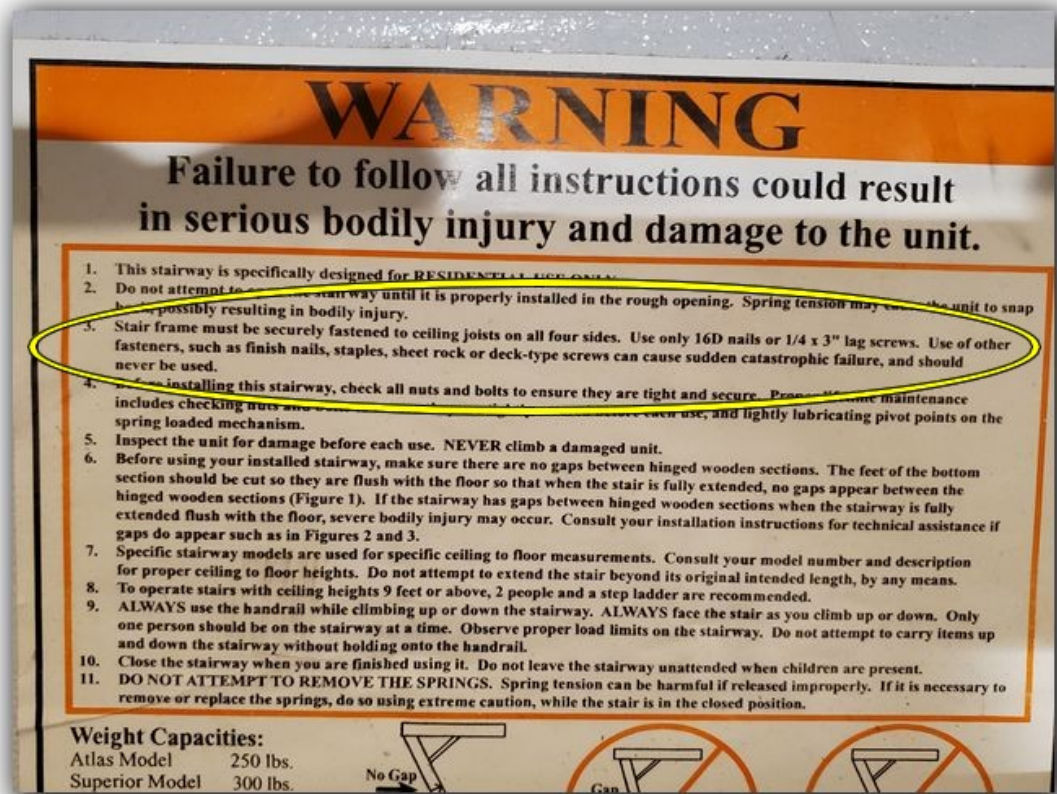 WARNING
Failure to follow all instructions could result
in serious bodily injury and damage to the unit.
1. This stairway is specifically designed for RESIDENTIAL USE ONLY
2. Do not attempt to stairway until it is properly installed in the rough opening. Spring tension may the unit to snap
possibly resulting in bodily injury.
3. Stair frame must be securely fastened to ceiling joists on all four sides. Use only 16D nails or 1/4 x 3" lag screws. Use of other
fasteners, such as finish nails, staples, sheet rock or deck-type screws can cause sudden catastrophic failure, and should
never be used.
4. Before installing this stairway, check all nuts and bolts to ensure they are tight and secure. maintenance
includes checking nuts and use, and lightly lubricating pivot points on the
spring loaded mechanism.
5. Inspect the unit for damage before each use. NEVER climb a damaged unit.
6. Before using your installed stairway, make sure there are no gaps between hinged wooden sections. The feet of the bottom
section should be cut so they are flush with the floor so that when the stair is fully extended, no gaps appear between the
hinged wooden sections (Figure 1). If the stairway has gaps between hinged wooden sections when the stairway is fully
extended flush with the floor, severe bodily injury may occur. Consult your installation instructions for technical assistance if
gaps do appear such as in Figures 2 and 3.
7. Specific stairway models are used for specific ceiling to floor measurements. Consult your model number and description
for proper ceiling to floor heights. Do not attempt to extend the stair beyond its original intended length, by any means.
8. To operate stairs with ceiling heights 9 feet or above, 2 people and a step ladder are recommended.
9. ALWAYS use the handrail while climbing up or down the stairway. ALWAYS face the stair as you climb up or down. Only
one person should be on the stairway at a time. Observe proper load limits on the stairway. Do not attempt to carry items up
and down the stairway without holding onto the handrail.
10. Close the stairway when you are finished using it. Do not leave the stairway unattended when children are present.
11. DO NOT ATTEMPT TO REMOVE THE SPRINGS. Spring tension can be harmful if released improperly. If it is necessary to
remove or replace the springs, do so using extreme caution, while the stair is in the closed position.
Weight Capacities:
Atlas Model 250 lbs.
Superior Model 300 lbs.
No Gap
Gap